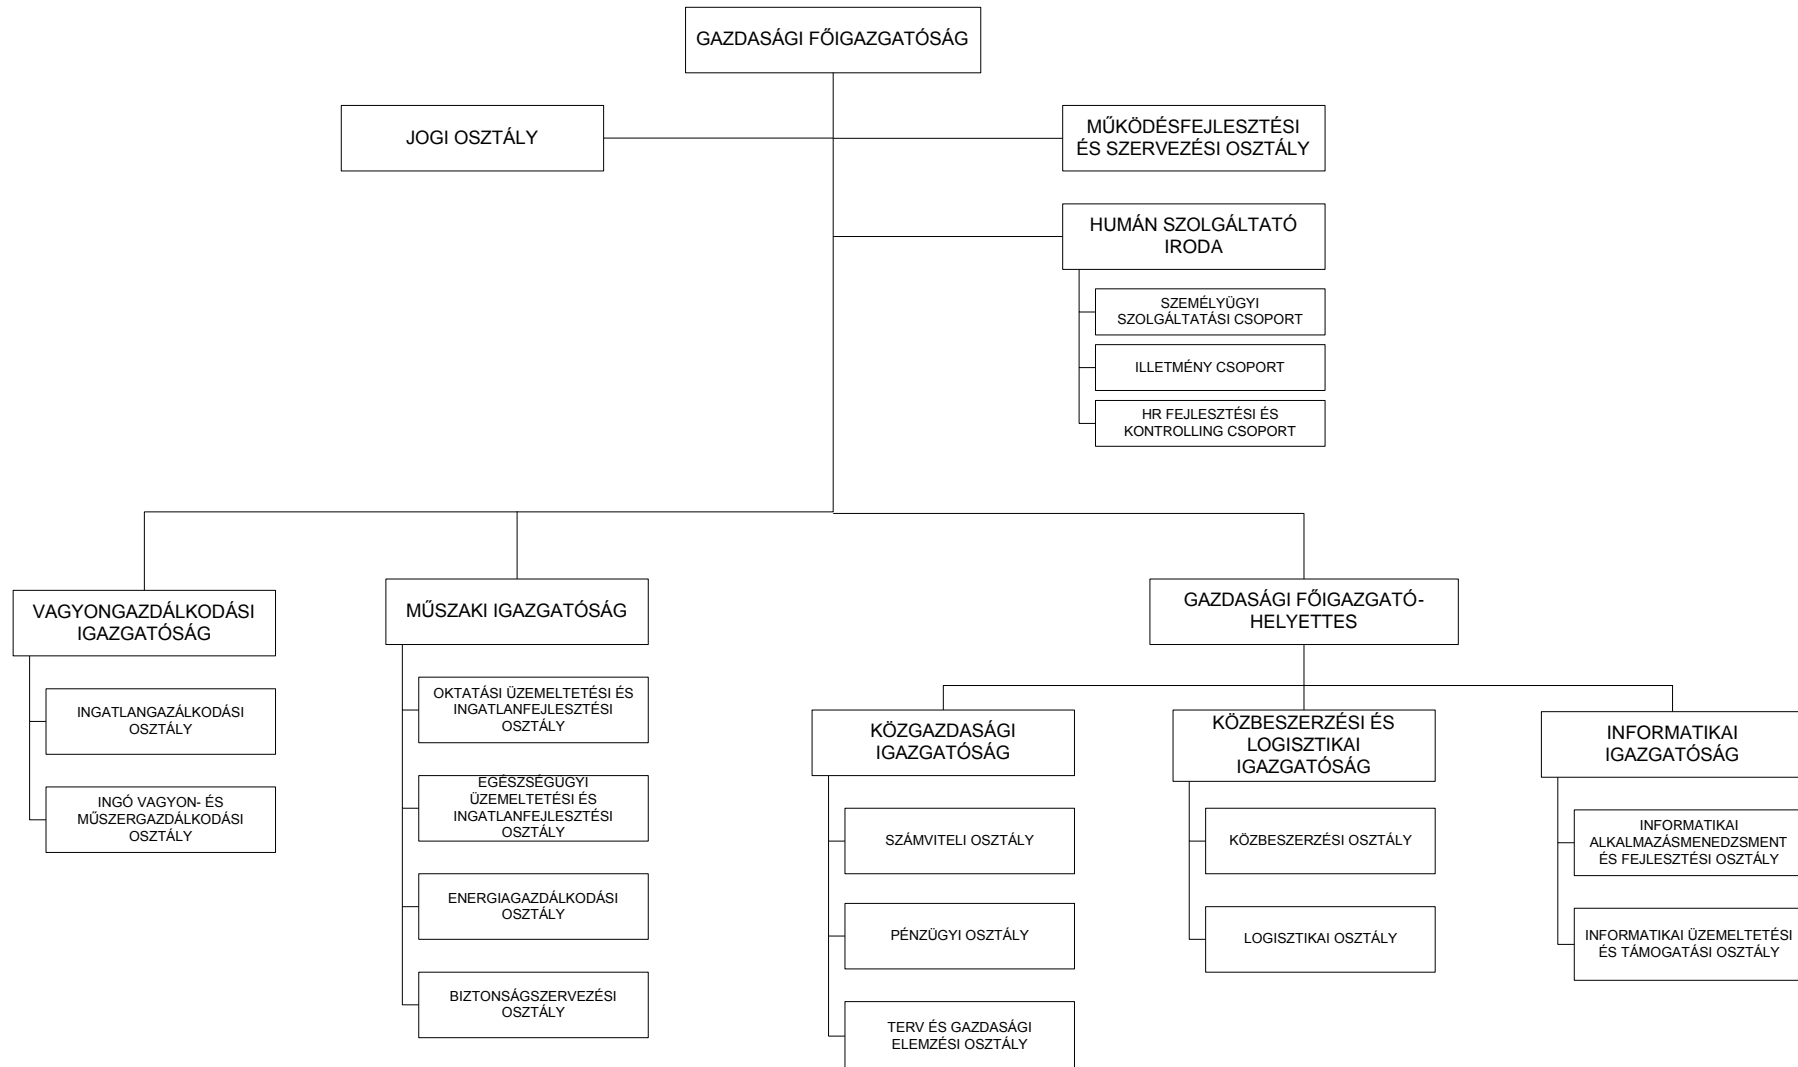 GAZDASÁGI FŐIGAZGATÓSÁG
JOGI OSZTÁLY
MŰKÖDÉSFEJLESZTÉSI
ÉS SZERVEZÉSI OSZTÁLY
HUMÁN SZOLGÁLTATÓ
IRODA
SZEMÉLYÜGYI
SZOLGÁLTATÁSI CSOPORT
ILLETMÉNY CSOPORT
HR FEJLESZTÉSI ÉS
KONTROLLING CSOPORT
VAGYONGAZDÁLKODÁSI
IGAZGATÓSÁG
INGATLANGAZÁLKODÁSI
OSZTÁLY
INGÓ VAGYON- ÉS
MŰSZERGAZDÁLKODÁSI
OSZTÁLY
MŰSZAKI IGAZGATÓSÁG
OKTATÁSI ÜZEMELTETÉSI ÉS
INGATLANFEJLESZTÉSI
OSZTÁLY
EGÉSZSÉGÜGYI
ÜZEMELTETÉSI ÉS
INGATLANFEJLESZTÉSI
OSZTÁLY
ENERGIAGAZDÁLKODÁSI
OSZTÁLY
BIZTONSÁGSZERVEZÉSI
OSZTÁLY
GAZDASÁGI FŐIGAZGATÓ-
HELYETTES
KÖZGAZDASÁGI
IGAZGATÓSÁG
SZÁMVITELI OSZTÁLY
PÉNZÜGYI OSZTÁLY
TERV ÉS GAZDASÁGI
ELEMZÉSI OSZTÁLY
KÖZBESZERZÉSI ÉS
LOGISZTIKAI
IGAZGATÓSÁG
KÖZBESZERZÉSI OSZTÁLY
LOGISZTIKAI OSZTÁLY
INFORMATIKAI
IGAZGATÓSÁG
INFORMATIKAI
ALKALMAZÁSMENEDZSMENT
ÉS FEJLESZTÉSI OSZTÁLY
INFORMATIKAI ÜZEMELTETÉSI
ÉS TÁMOGATÁSI OSZTÁLY